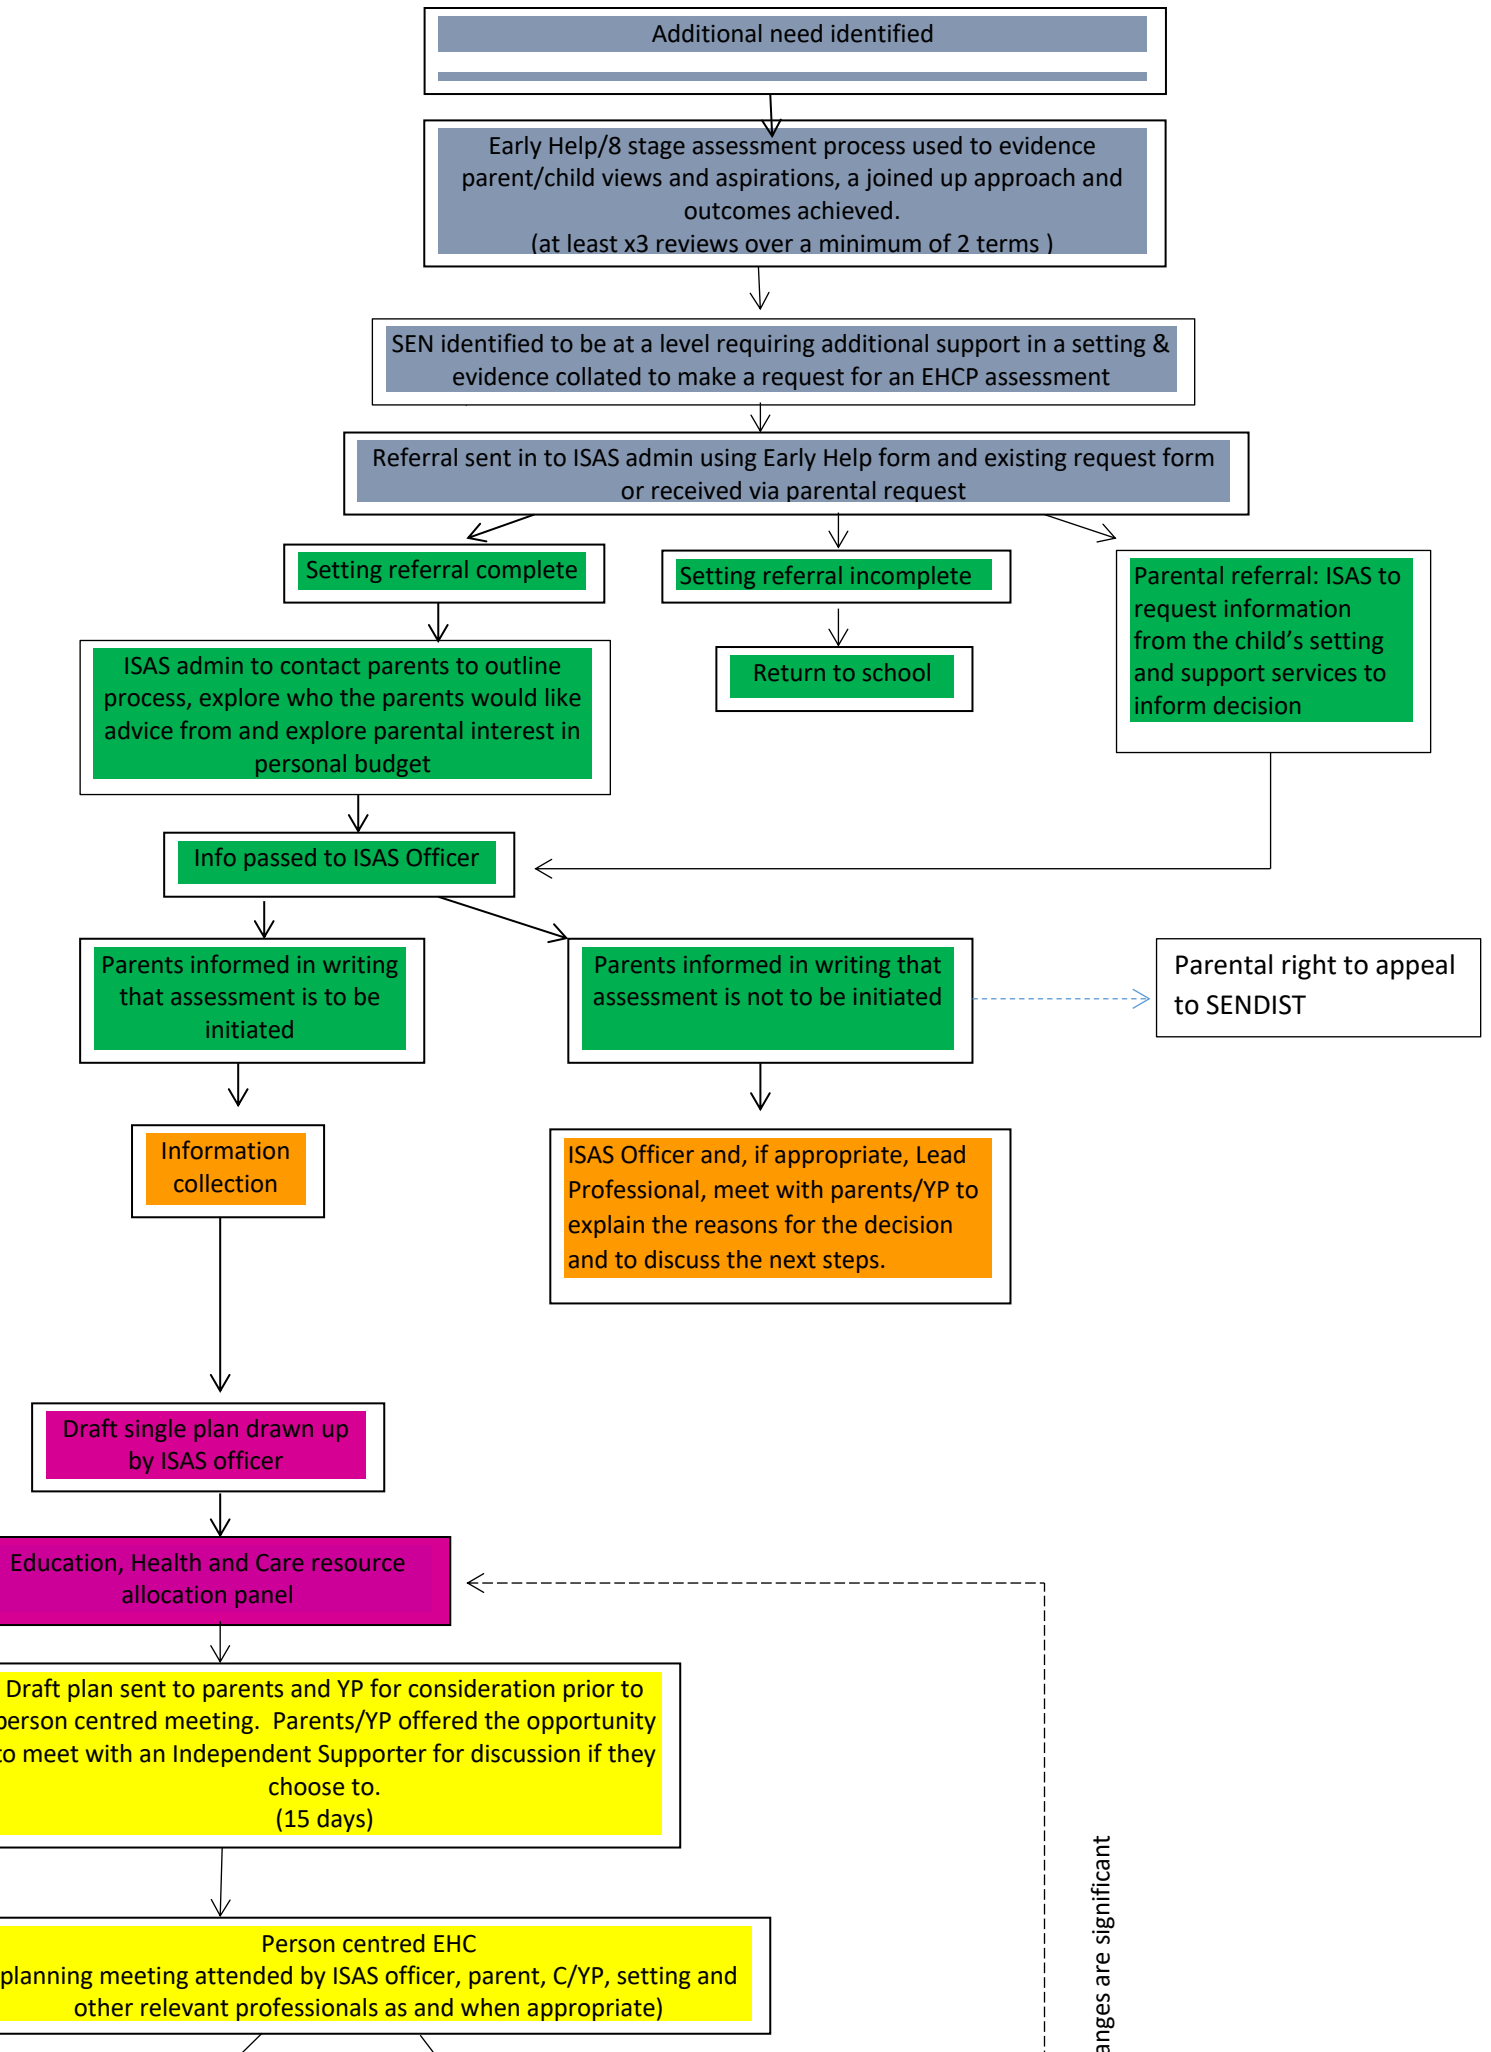 Additional need identified
Early Help/8 stage assessment process used to evidence
parent/child views and aspirations, a joined up approach and
outcomes achieved.
(at least x3 reviews over a minimum of 2 terms )
SEN identified to be at a level requiring additional support in a setting &
evidence collated to make a request for an EHCP assessment
Referral sent in to ISAS admin using Early Help form and existing request form
or received via parental request
Setting referral complete
Setting referral incomplete
Parental referral: ISAS to
request information
from the child’s setting
and support services to
inform decision
ISAS admin to contact parents to outline
process, explore who the parents would like
advice from and explore parental interest in
personal budget
Return to school
Info passed to ISAS Officer
Parents informed in writing
that assessment is to be
initiated
Parents informed in writing that
assessment is not to be initiated
Parental right to appeal
to SENDIST
Information
collection
ISAS Officer and, if appropriate, Lead
Professional, meet with parents/YP to
explain the reasons for the decision
and to discuss the next steps.
Draft single plan drawn up
by ISAS officer
Education, Health and Care resource
allocation panel
Draft plan sent to parents and YP for consideration prior to
person centred meeting.  Parents/YP offered the opportunity
to meet with an Independent Supporter for discussion if they
choose to.
(15 days)
Person centred EHC
planning meeting attended by ISAS officer, parent, C/YP, setting and
other relevant professionals as and when appropriate)
anges are significant